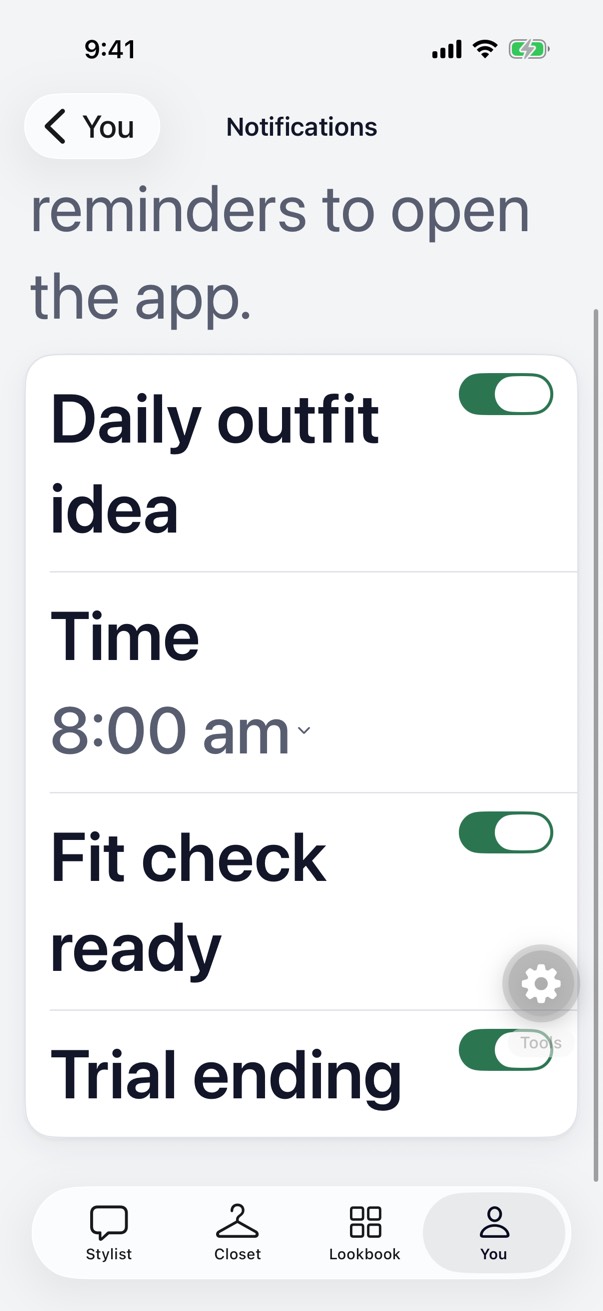 9:41
You
Notifications
reminders to open
the app.
Daily outfit
idea
Time
8:00 am
Fit check
ready
Tools
Trial ending
Stylist
Closet
Lookbook
You